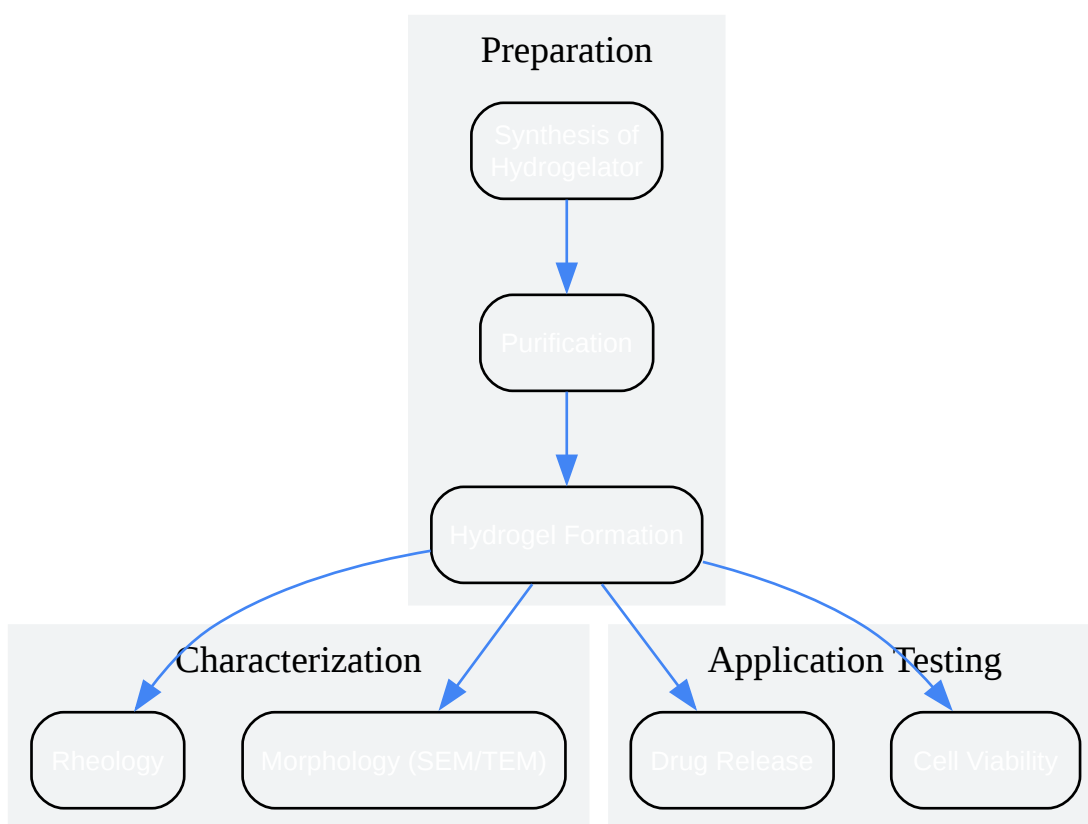 Preparation
Synthesis of
Hydrogelator
Purification
Hydrogel Formation
Characterization
Application Testing
Rheology
Morphology (SEM/TEM)
Drug Release
Cell Viability